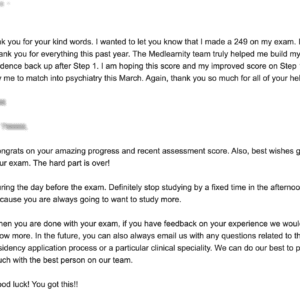 k you for your kind words. I wanted to let you know that I made a 249 on my exam.
ank you for everything this past year. The Medlearnity team truly helped me build my
dence back up after Step 1. I am hoping this score and my improved score on Step
me to match into psychiatry this March. Again, thank you so much for all of your hel
ongrats on your amazing progress and recent assessment score. Also, best wishes g
ur exam. The hard part is over!
ring the day before the exam. Definitely stop studying by a fixed time in the afternoo
cause you are always going to want to study more.
hen you are done with your exam, if you have feedback on your experience we woul
ow more. In the future, you can also always email us with any questions related to th
sidency application process or a particular clinical speciality. We can do our best to p
uch with the best person on our team.
ood luck! You got this!!